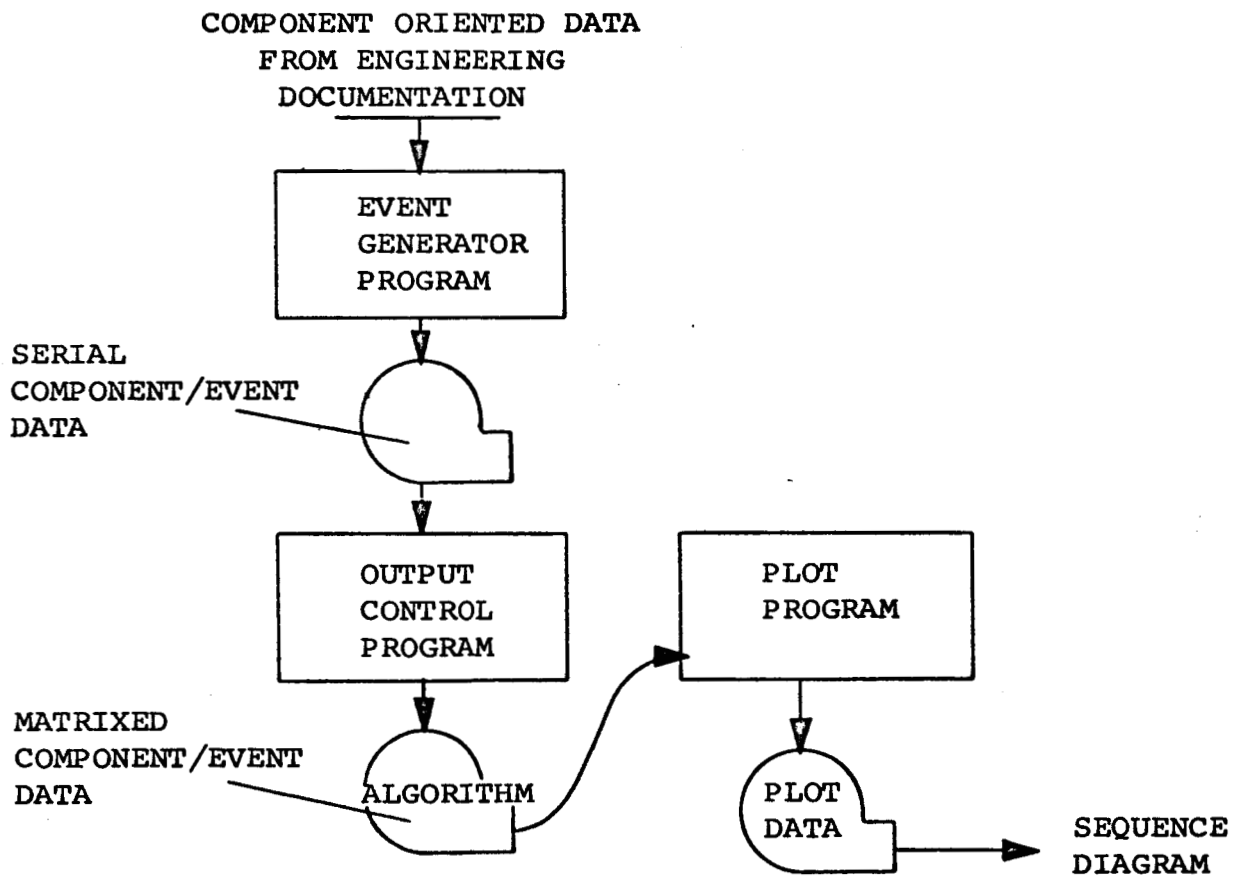 COMPONENT ORIENTED DATA
FROM ENGINEERING
DOCUMENTATION
EVENT
GENERATOR
PROGRAM
SERIAL
COMPONENT/EVENT
DATA
OUTPUT
CONTROL
PROGRAM
PLOT
PROGRAM
MATRIXED
COMPONENT/EVENT
DATA
ALGORITHM
PLOT
DATA
SEQUENCE
DIAGRAM